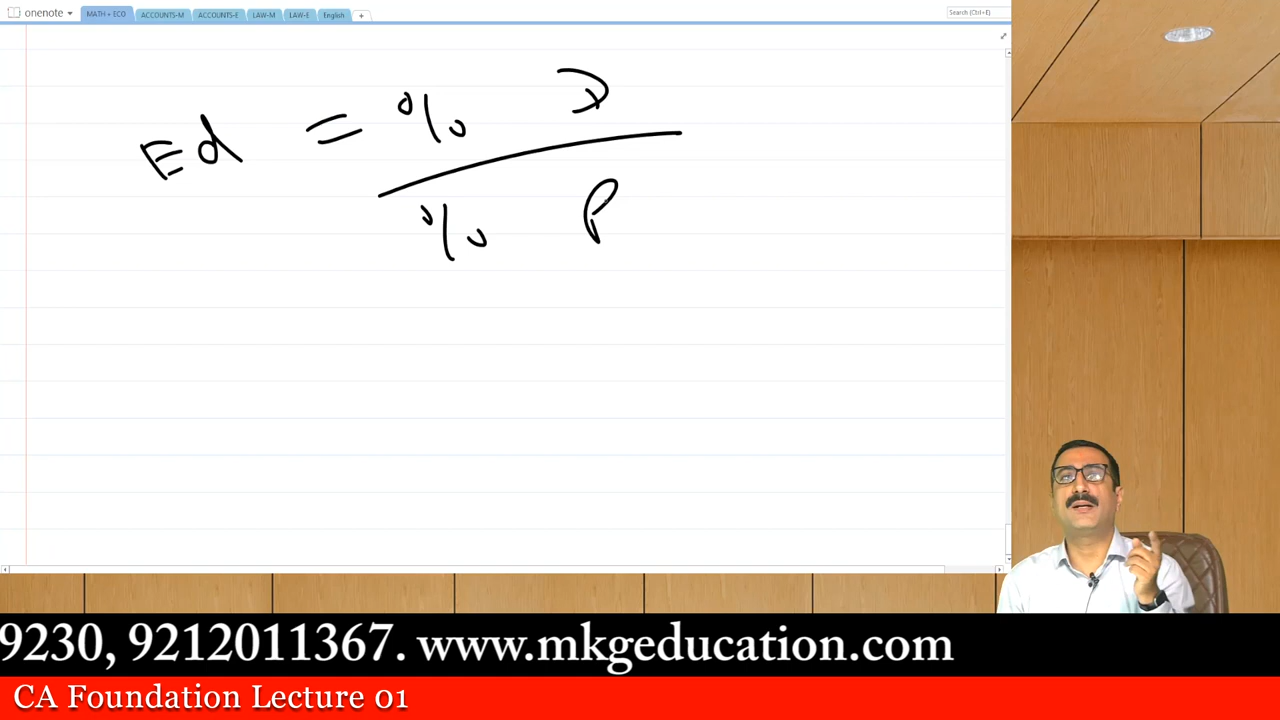 onenote MATH + ECO ACCOUNTS-M ACCOUNTS-E LAW-M LAW-E English + Search (Ctrl+E)
Ed = % D
% P
9230, 9212011367. www.mkgeducation.com
CA Foundation Lecture 01